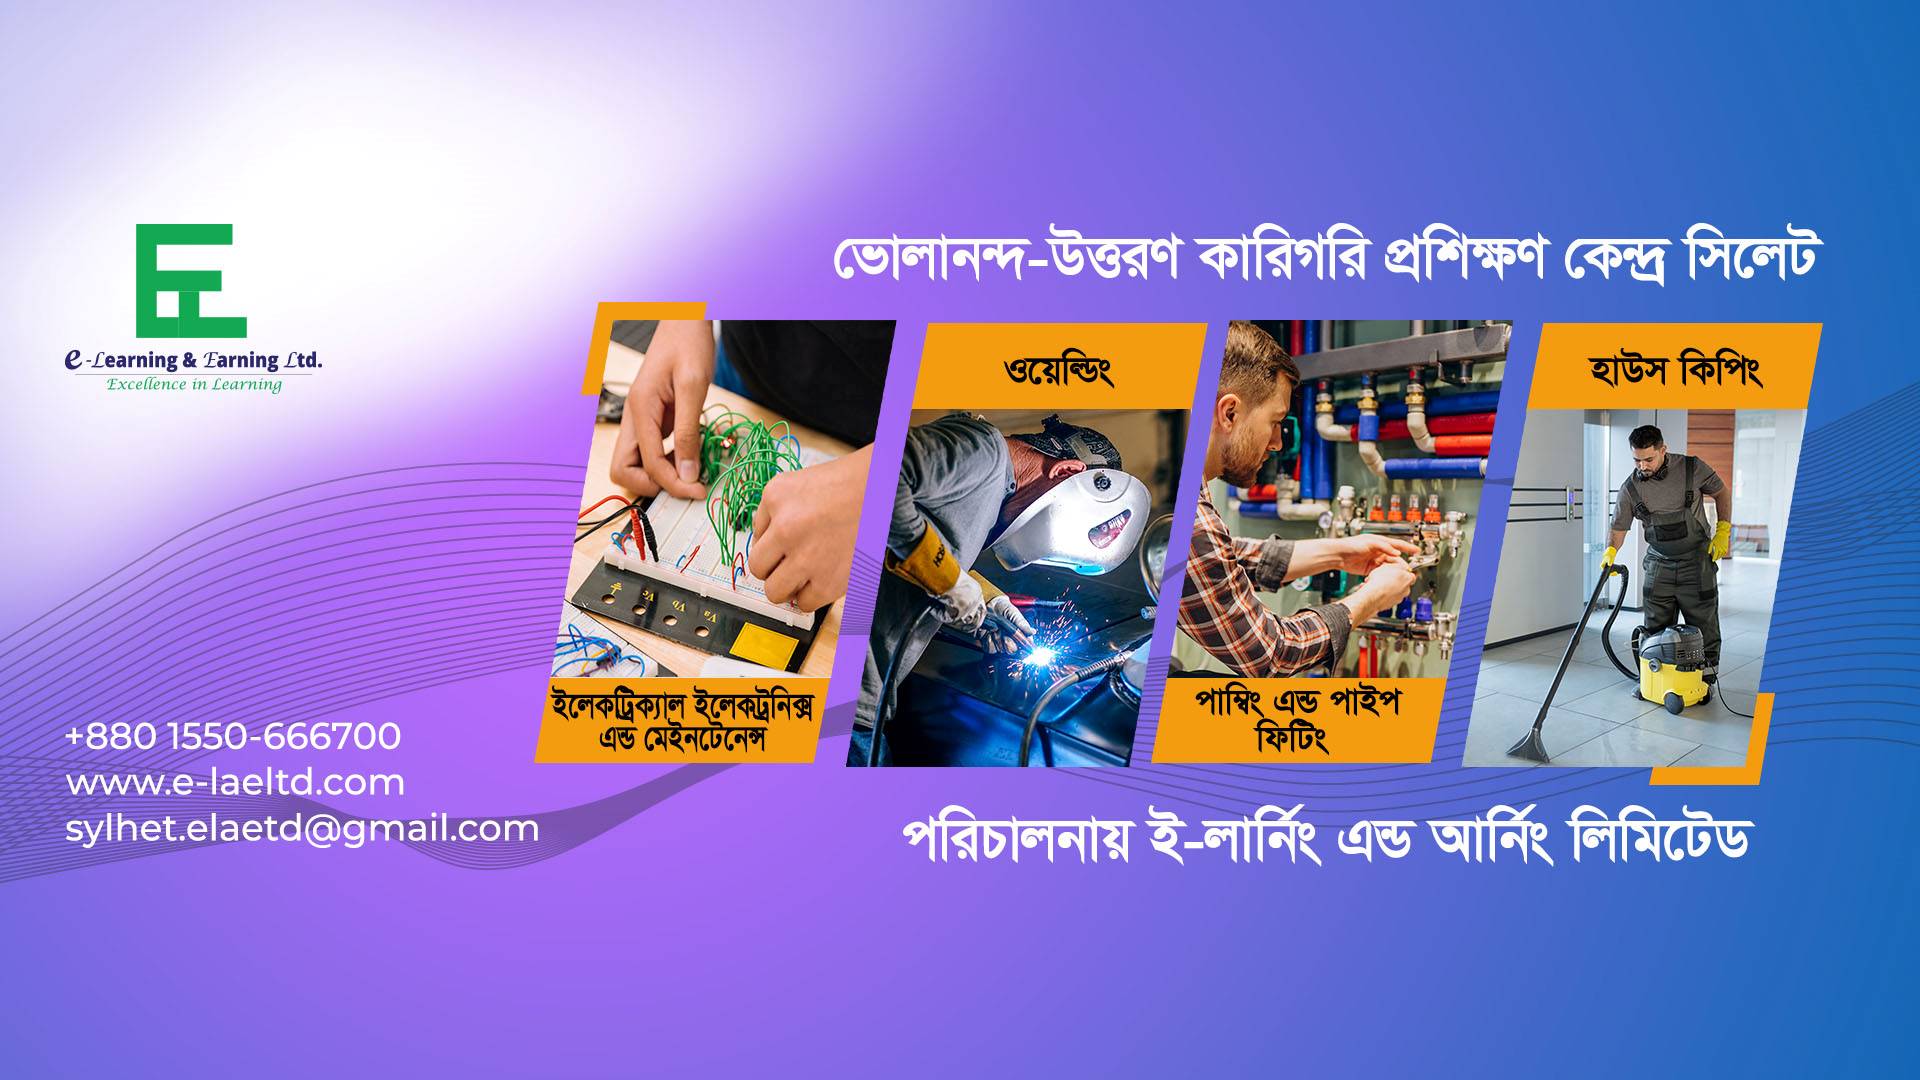 e-Learning & Earning Ltd.
Excellence in Learning
ভোলানন্দ-উত্তরণ কারিগরি প্রশিক্ষণ কেন্দ্র সিলেট
ইলেকট্রিক্যাল ইলেকট্রনিক্স
এন্ড মেইনটেনেন্স
ওয়েল্ডিং
পাম্বিং এন্ড পাইপ
ফিটিং
হাউস কিপিং
+880 1550-666700
www.e-laeltd.com
sylhet.elaetd@gmail.com
পরিচালনায় ই-লার্নিং এন্ড আর্নিং লিমিটেড